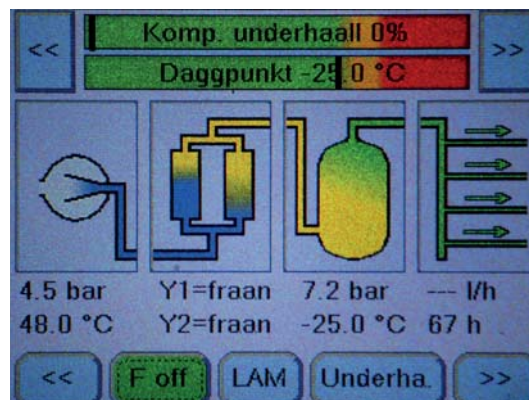 << Komp. underhaall 0% >>
Daggpunkt -25.0 °C
4.5 bar Y1=fraan 7.2 bar --- l/h
48.0 °C Y2=fraan -25.0 °C 67 h
<< F off LAM Underha. >>